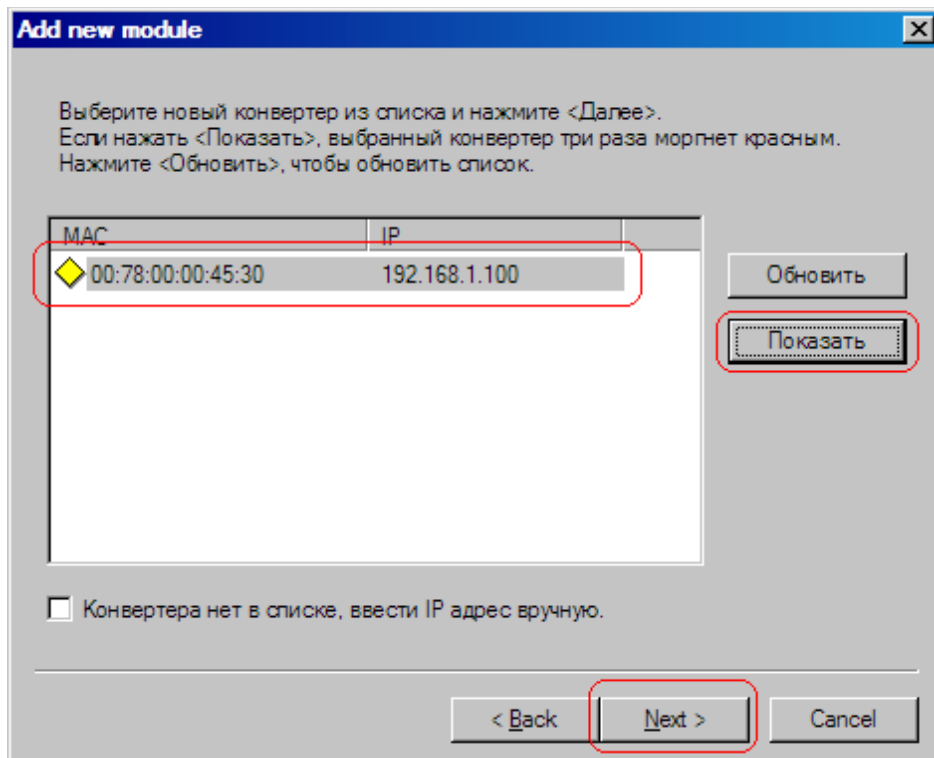 Add new module
Выберите новый конвертер из списка и нажмите <Далее>.
Если нажать <Показать>, выбранный конвертер три раза моргнет красным.
Нажмите <Обновить>, чтобы обновить список.
MAC IP
00:78:00:00:45:30 192.168.1.100
Обновить
Показать
Конвертера нет в списке, ввести IP адрес вручную.
< Back Next > Cancel